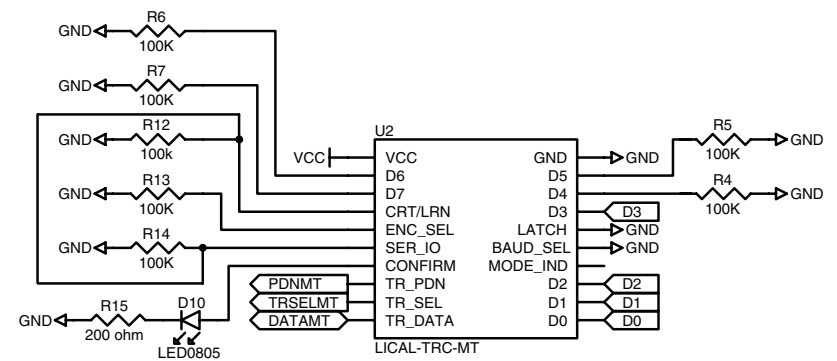 R6
GND
100K
R7
GND
100K
R12
GND
100k
R13
GND
100K
R14
GND
100K
R15
GND
200 ohm
D10
LED0805
U2
VCC
VCC
D6
D7
CRT/LRN
ENC_SEL
SER_IO
CONFIRM
PDNMT
TR_PDN
TRSELMT
TR_SEL
DATAMT
TR_DATA
LICAL-TRC-MT
GND
GND
D5
D4
D3
D3
LATCH
GND
BAUD_SEL
GND
MODE_IND
D2
D2
D1
D1
D0
D0
R5
100K
GND
R4
100K
GND